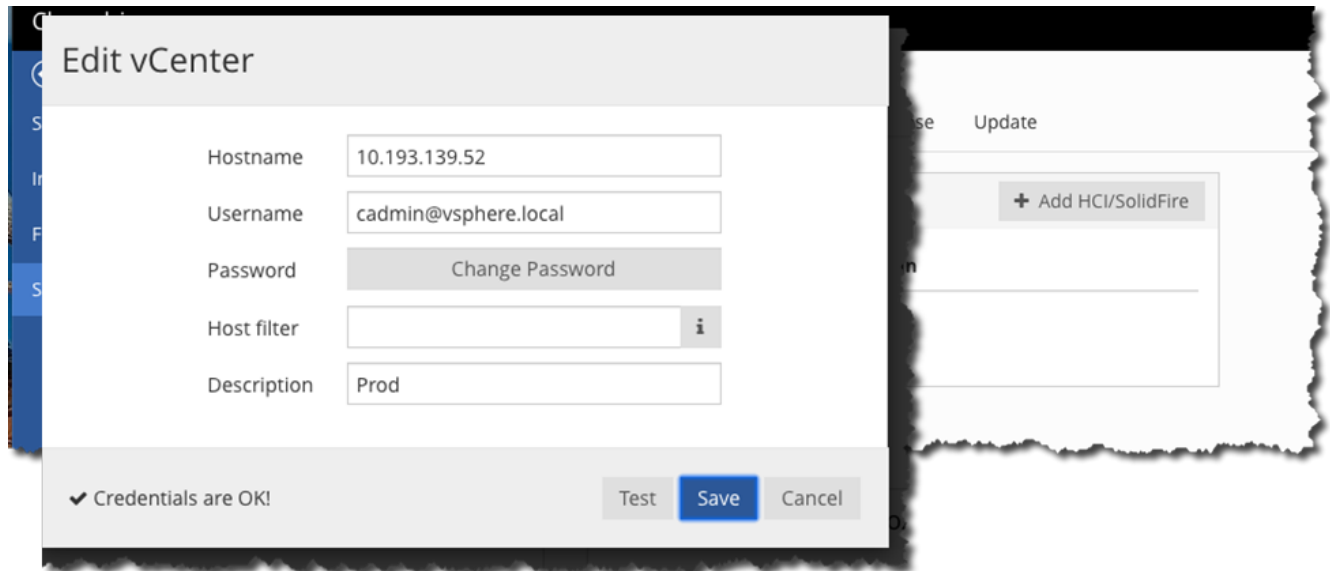 Edit vCenter
Update
Hostname 10.193.139.52
Username cadmin@vsphere.local
+ Add HCI/SolidFire
Password Change Password
Host filter i
Description Prod
✔ Credentials are OK! Test Save Cancel